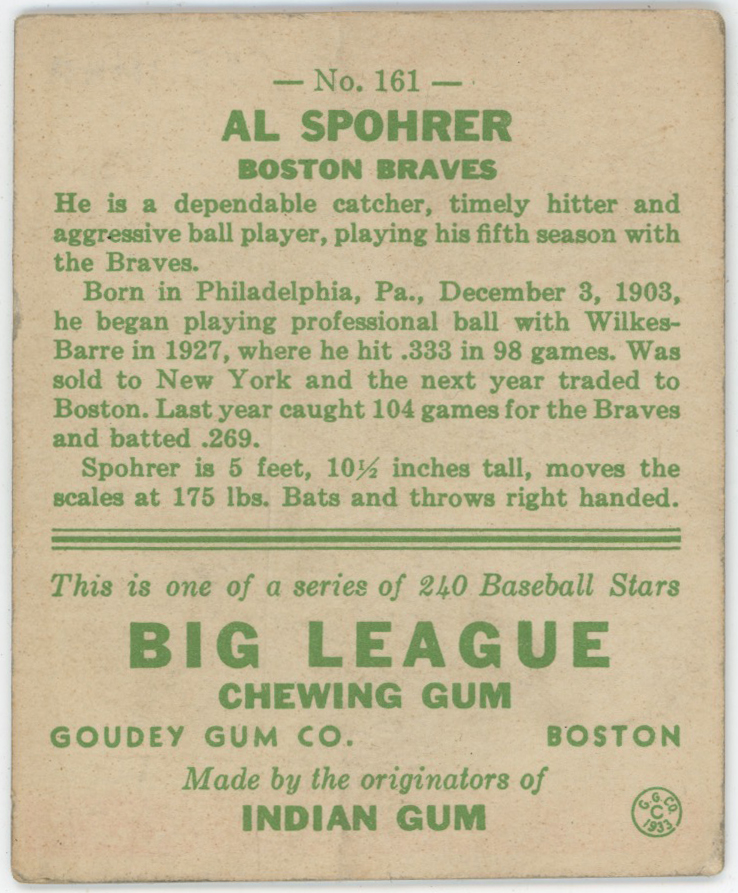 — No. 161 —
AL SPOHRER
BOSTON BRAVES
He is a dependable catcher, timely hitter and
aggressive ball player, playing his fifth season with
the Braves.
Born in Philadelphia, Pa., December 3, 1903,
he began playing professional ball with Wilkes-
Barre in 1927, where he hit .333 in 98 games. Was
sold to New York and the next year traded to
Boston. Last year caught 104 games for the Braves
and batted .269.
Spohrer is 5 feet, 10½ inches tall, moves the
scales at 175 lbs. Bats and throws right handed.
This is one of a series of 240 Baseball Stars
BIG LEAGUE
CHEWING GUM
GOUDEY GUM CO. BOSTON
Made by the originators of
INDIAN GUM
G. G. CO.
C
1933